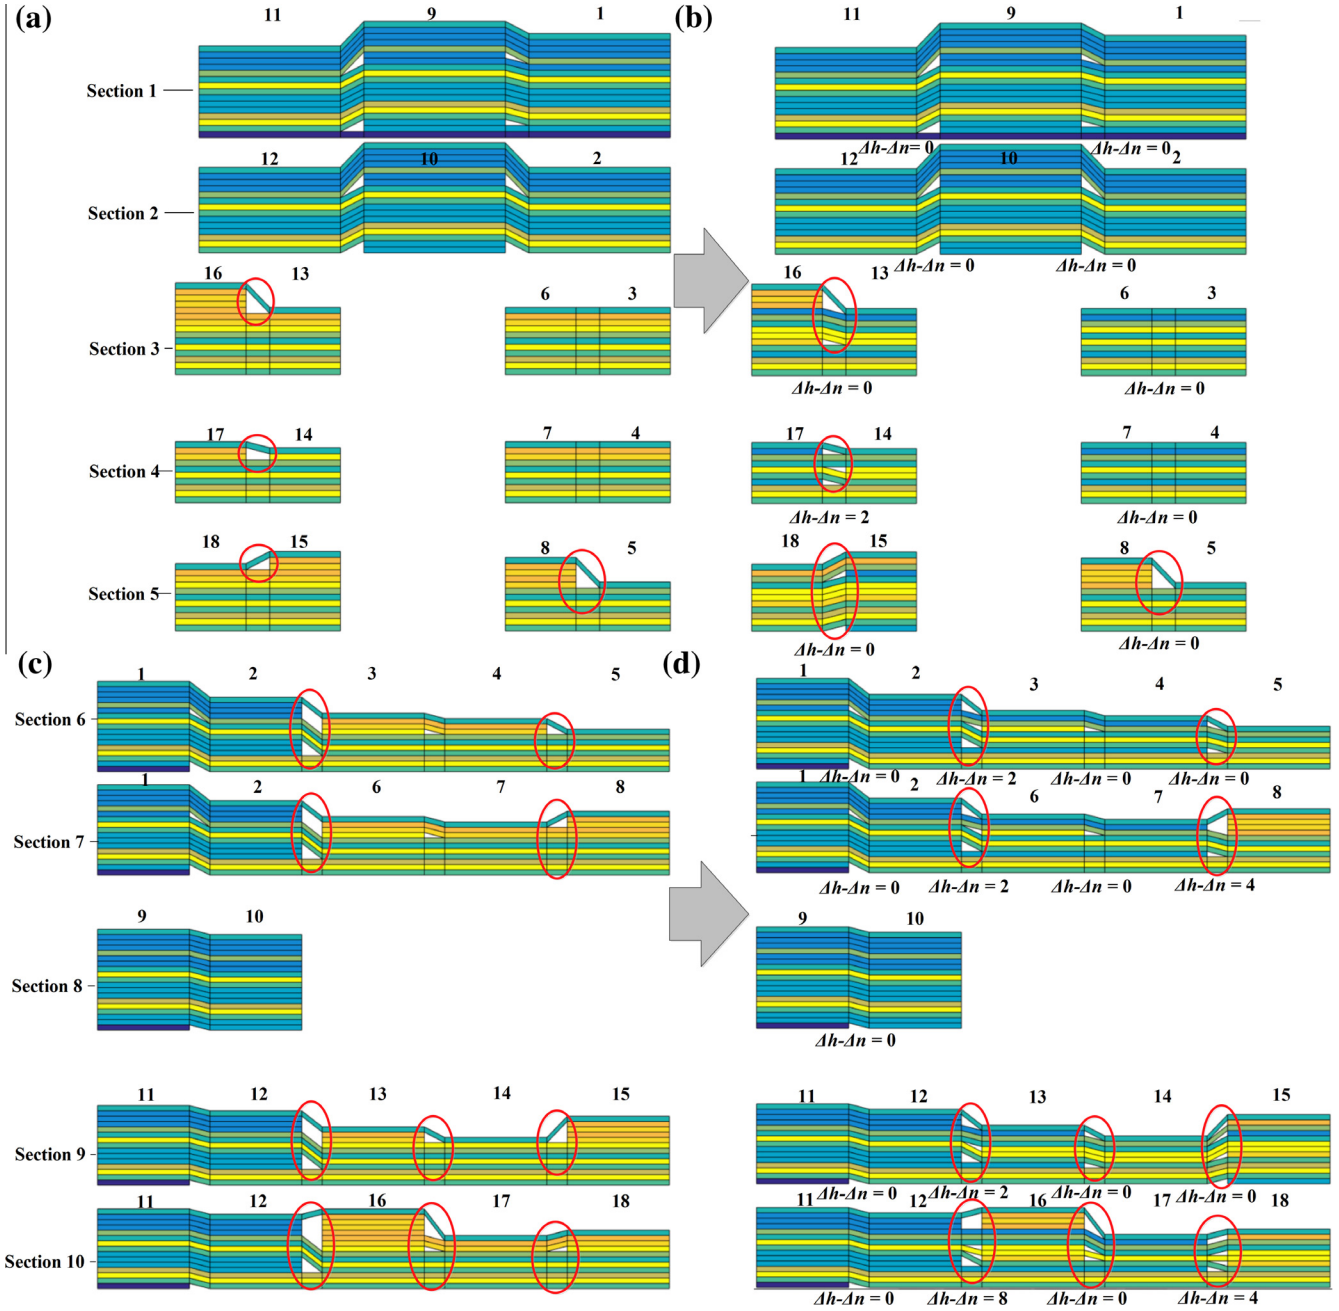 (a)
11 9 1
Section 1
12 10 2
Section 2
16 13 6 3
Section 3
17 14 7 4
Section 4
18 15 8 5
Section 5
(b)
11 9 1
Δh-Δn= 0 Δh-Δn = 0
12 10 2
Δh-Δn = 0 Δh-Δn = 0
16 13 6 3
Δh-Δn = 0 Δh-Δn = 0
17 14 7 4
Δh-Δn = 2 Δh-Δn = 0
18 15 8 5
Δh-Δn = 0 Δh-Δn = 0
(c)
1 2 3 4 5
Section 6
1 2 6 7 8
Section 7
9 10
Section 8
11 12 13 14 15
Section 9
11 12 16 17 18
Section 10
(d)
1 2 3 4 5
Δh-Δn = 0 Δh-Δn = 2 Δh-Δn = 0 Δh-Δn = 0
1 2 6 7 8
Δh-Δn = 0 Δh-Δn = 2 Δh-Δn = 0 Δh-Δn = 4
9 10
Δh-Δn = 0
11 12 13 14 15
Δh-Δn = 0 Δh-Δn = 2 Δh-Δn = 0 Δh-Δn = 0
11 12 16 17 18
Δh-Δn = 0 Δh-Δn = 8 Δh-Δn = 0 Δh-Δn = 4